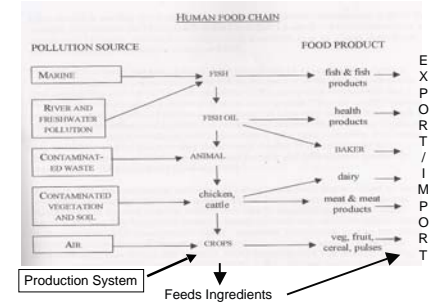 HUMAN FOOD CHAIN
POLLUTION SOURCE
FOOD PRODUCT
MARINE
FISH
fish & fish
products
RIVER AND
FRESHWATER
POLLUTION
FISH OIL
health
products
BAKER
CONTAMINAT-
ED WASTE
ANIMAL
dairy
CONTAMINATED
VEGETATION
AND SOIL
chicken,
cattle
meat & meat
products
AIR
CROPS
veg, fruit,
cereal, pulses
EXPORT/IMPORT
Production System
Feeds Ingredients